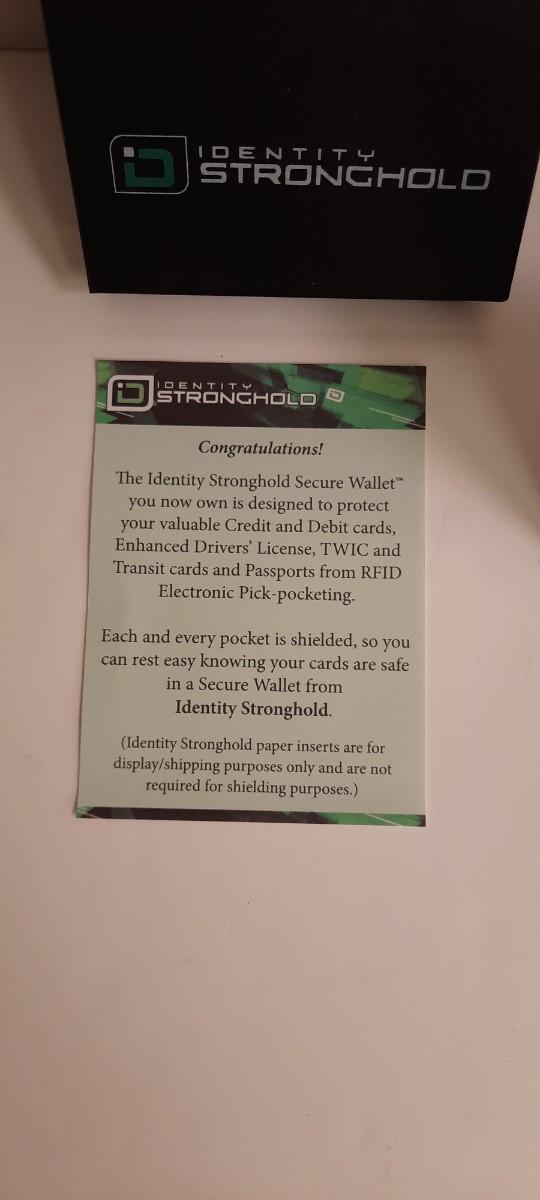 IDENTITY
STRONGHOLD
IDENTITY
STRONGHOLD
Congratulations!
The Identity Stronghold Secure Wallet™
you now own is designed to protect
your valuable Credit and Debit cards,
Enhanced Drivers' License, TWIC and
Transit cards and Passports from RFID
Electronic Pick-pocketing.
Each and every pocket is shielded, so you
can rest easy knowing your cards are safe
in a Secure Wallet from
Identity Stronghold.
(Identity Stronghold paper inserts are for
display/shipping purposes only and are not
required for shielding purposes.)